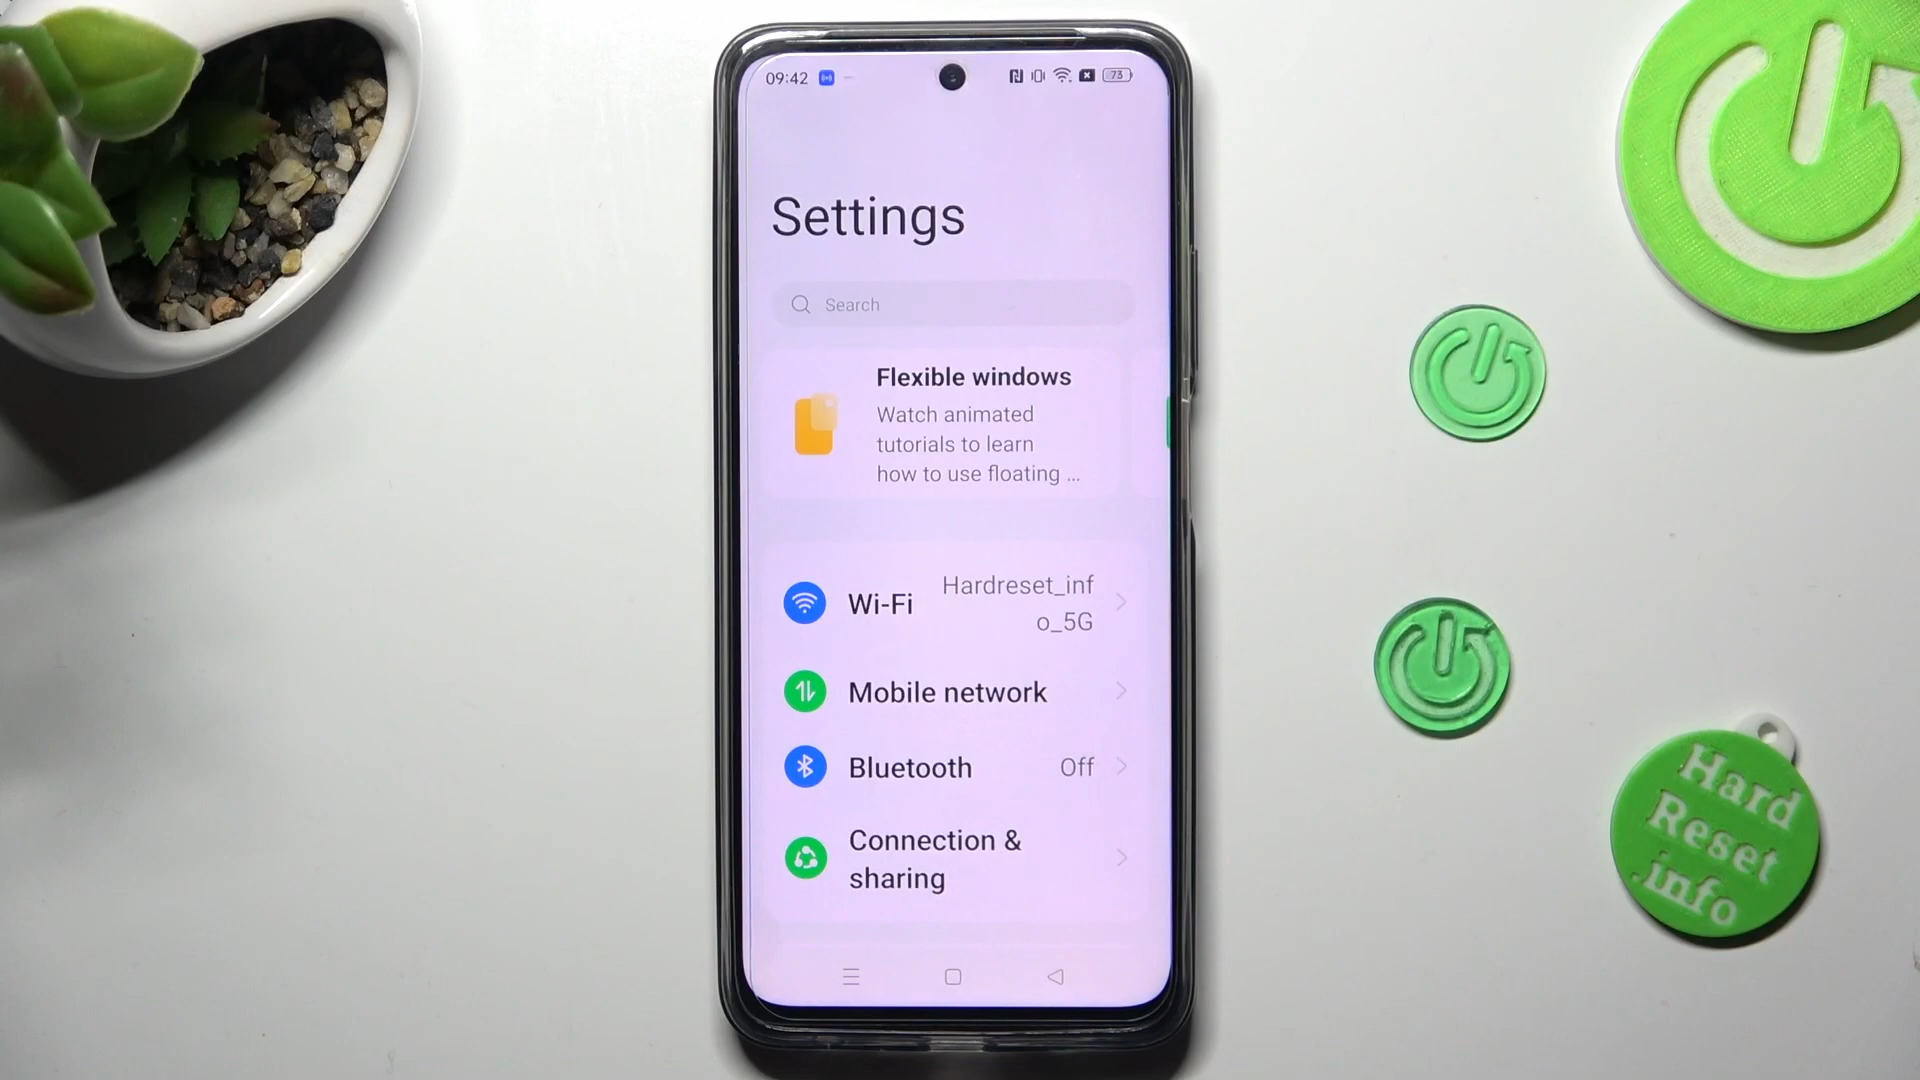 09:42
73
Settings
Search
Flexible windows
Watch animated
tutorials to learn
how to use floating ...
Wi-Fi
Hardreset_inf
o_5G
Mobile network
Bluetooth
Off
Connection &
sharing
Hard
Reset
.info